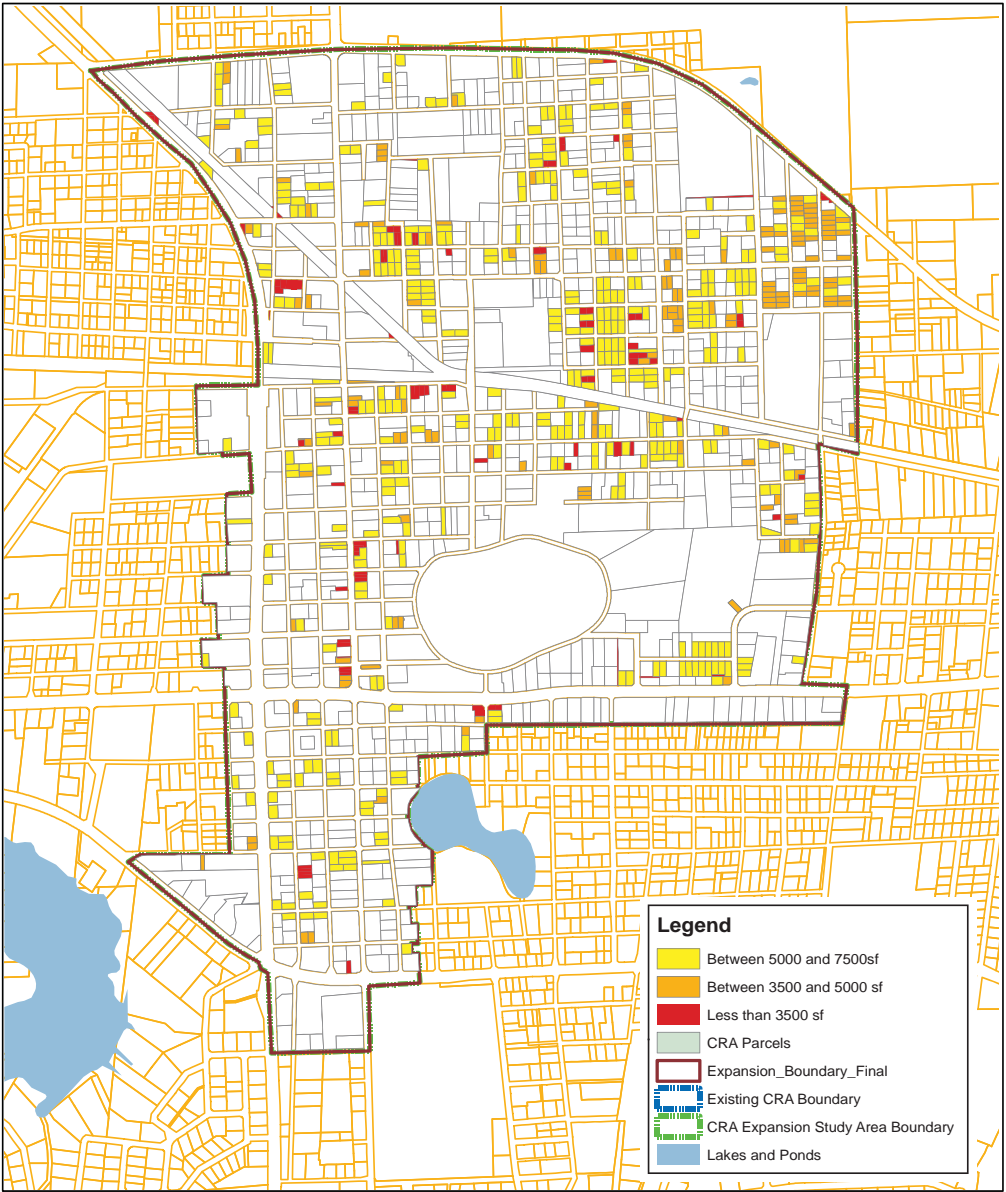 Legend
Between 5000 and 7500sf
Between 3500 and 5000 sf
Less than 3500 sf
CRA Parcels
Expansion_Boundary_Final
Existing CRA Boundary
CRA Expansion Study Area Boundary
Lakes and Ponds